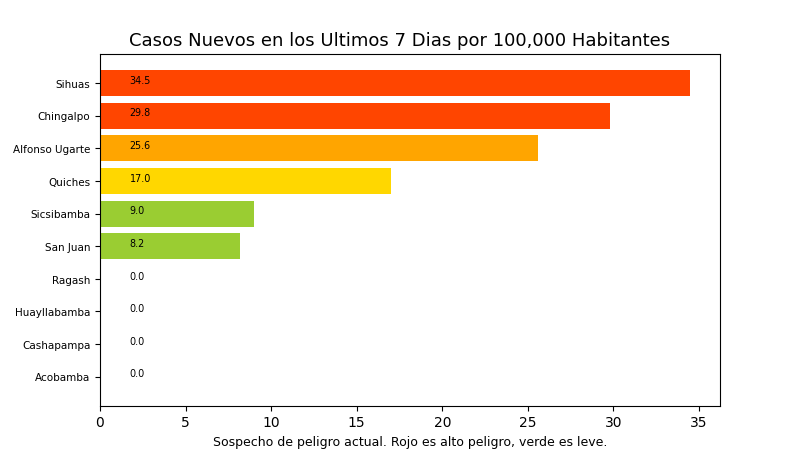 Casos Nuevos en los Ultimos 7 Dias por 100,000 Habitantes
Sihuas 34.5
Chingalpo 29.8
Alfonso Ugarte 25.6
Quiches 17.0
Sicsibamba 9.0
San Juan 8.2
Ragash 0.0
Huayllabamba 0.0
Cashapampa 0.0
Acobamba 0.0
0 5 10 15 20 25 30 35
Sospecho de peligro actual. Rojo es alto peligro, verde es leve.